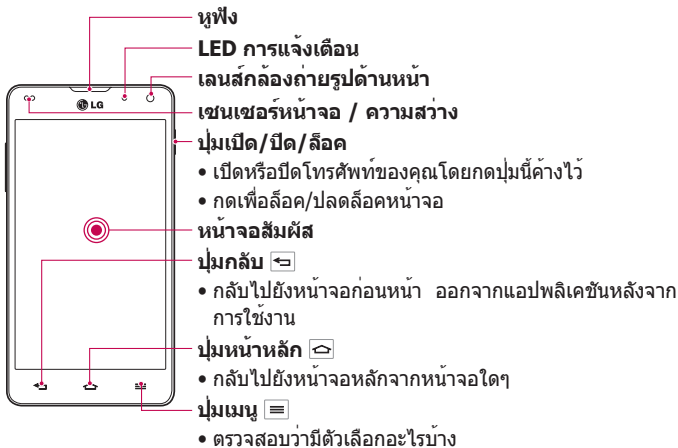 หูฟัง
LED การแจ้งเตือน
เลนส์กล้องถ่ายรูปด้านหน้า
LG
เซนเซอร์หน้าจอ / ความสว่าง
ปุ่มเปิด/ปิด/ล็อค
• เปิดหรือปิดโทรศัพท์ของคุณโดยกดปุ่มนี้ค้างไว้
• กดเพื่อล็อค/ปลดล็อคหน้าจอ
หน้าจอสัมผัส
ปุ่มกลับ
• กลับไปยังหน้าจอก่อนหน้า ออกจากแอปพลิเคชันหลังจาก
การใช้งาน
ปุ่มหน้าหลัก
• กลับไปยังหน้าจอหลักจากหน้าจอใดๆ
ปุ่มเมนู
• ตรวจสอบว่ามีตัวเลือกอะไรบ้าง